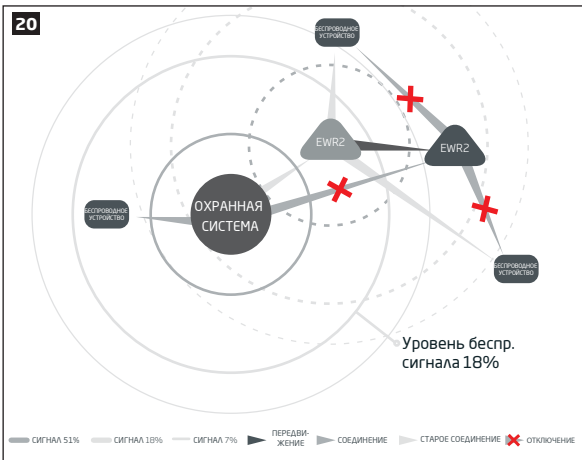 20
БЕСПРОВОДНОЕ
УСТРОЙСТВО
EWR2
EWR2
БЕСПРОВОДНОЕ
УСТРОЙСТВО
ОХРАННАЯ
СИСТЕМА
БЕСПРОВОДНОЕ
УСТРОЙСТВО
Уровень беспр.
сигнала 18%
СИГНАЛ 51%
СИГНАЛ 18%
СИГНАЛ 7%
ПЕРЕДВИ-
ЖЕНИЕ
СОЕДИНЕНИЕ
СТАРОЕ СОЕДИНЕНИЕ
ОТКЛЮЧЕНИЕ